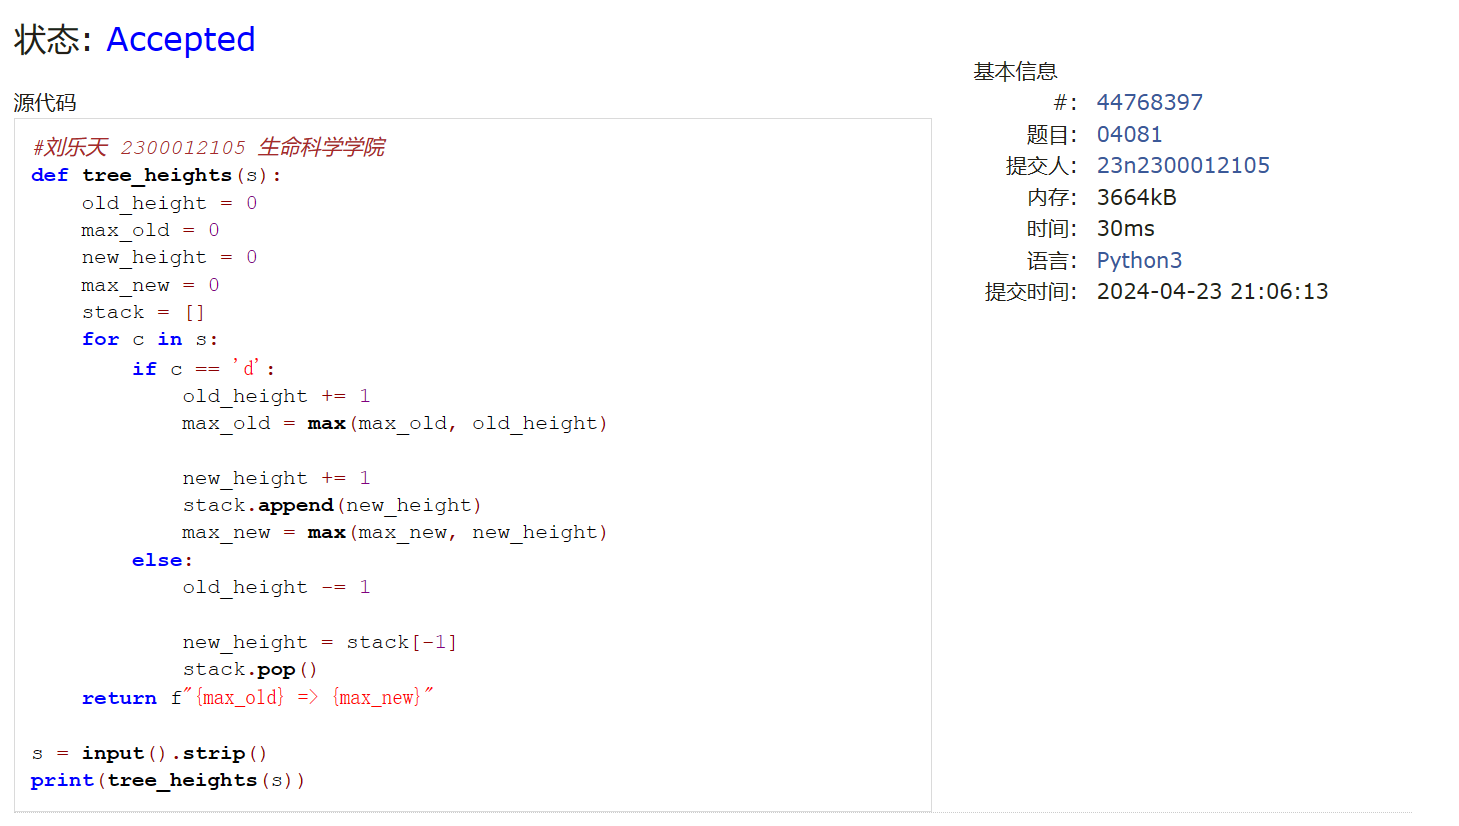 状态: Accepted
源代码
#刘乐天 2300012105 生命科学学院
def tree_heights(s):
    old_height = 0
    max_old = 0
    new_height = 0
    max_new = 0
    stack = []
    for c in s:
        if c == 'd':
            old_height += 1
            max_old = max(max_old, old_height)

            new_height += 1
            stack.append(new_height)
            max_new = max(max_new, new_height)
        else:
            old_height -= 1

            new_height = stack[-1]
            stack.pop()
    return f"{max_old} => {max_new}"

s = input().strip()
print(tree_heights(s))
基本信息
#: 44768397
题目: 04081
提交人: 23n2300012105
内存: 3664kB
时间: 30ms
语言: Python3
提交时间: 2024-04-23 21:06:13